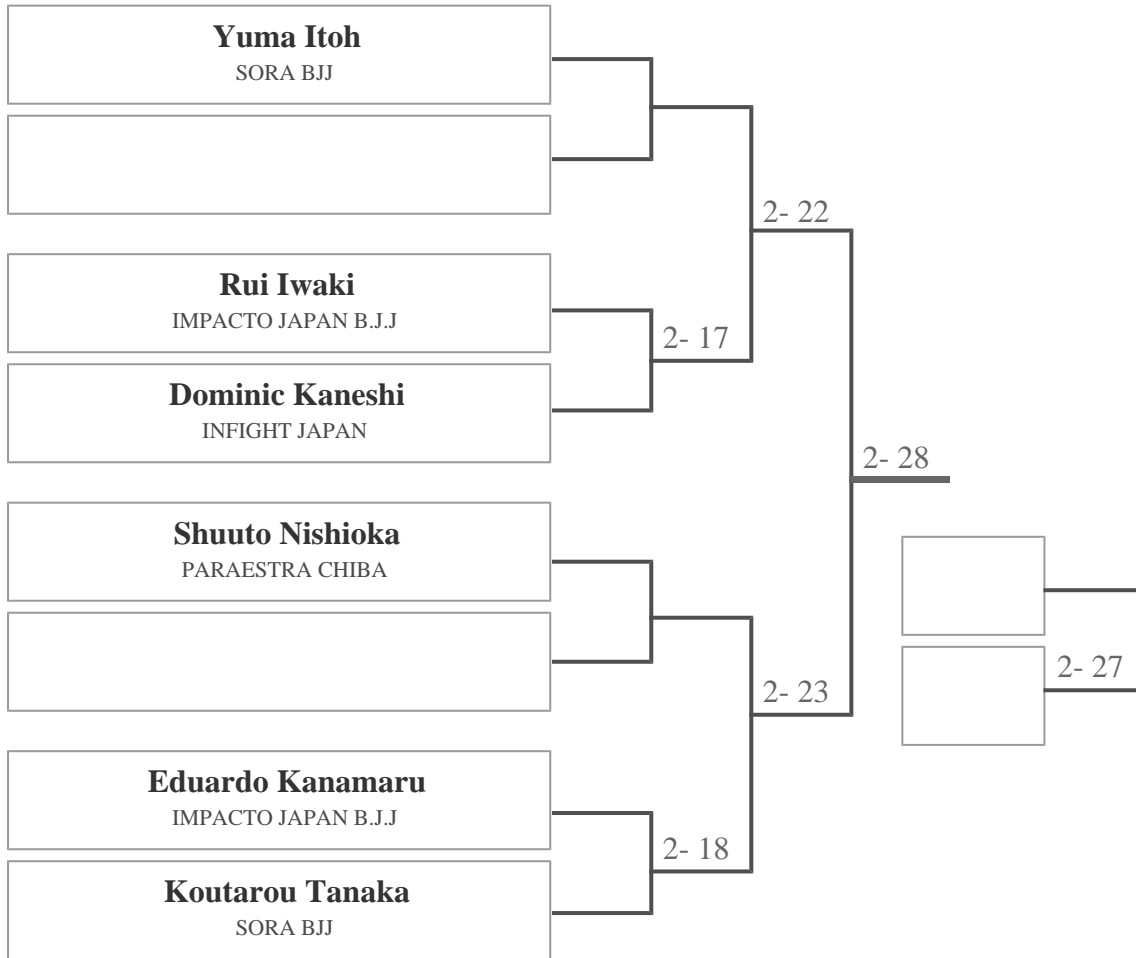 Yuma Itoh
SORA BJJ
2- 22
Rui Iwaki
IMPACTO JAPAN B.J.J
2- 17
Dominic Kaneshi
INFIGHT JAPAN
2- 28
Shuuto Nishioka
PARAESTRA CHIBA
2- 27
2- 23
Eduardo Kanamaru
IMPACTO JAPAN B.J.J
2- 18
Koutarou Tanaka
SORA BJJ